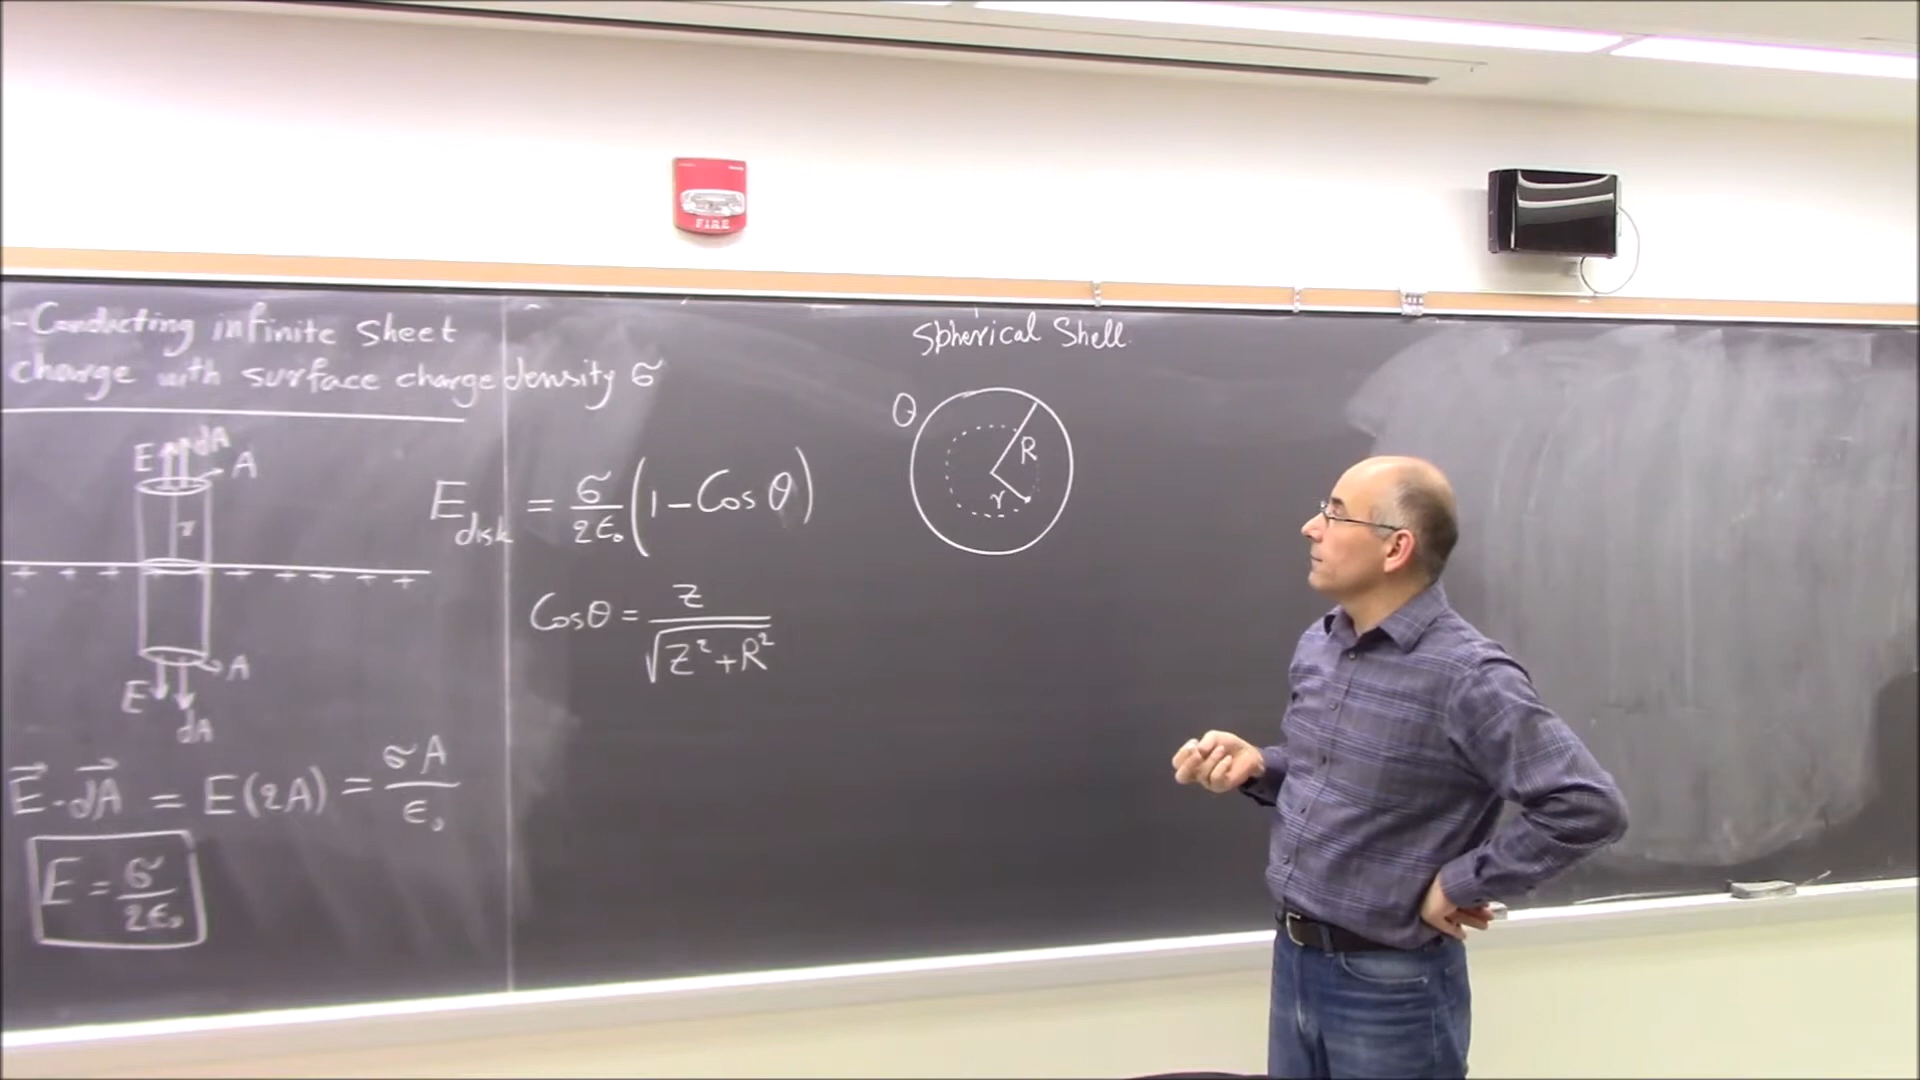 FIRE
-Conducting infinite Sheet
charge with surface charge density σ
E dA
A
r
+ + + + + + + + +
A
E
dA
E⃗ · dA⃗ = E(2A) = σA/ϵ₀
E = σ/2ϵ₀
E disk = σ/2ϵ₀ (1 - Cos θ)
Cos θ = Z/√Z² + R²
Spherical Shell
Q
R
r